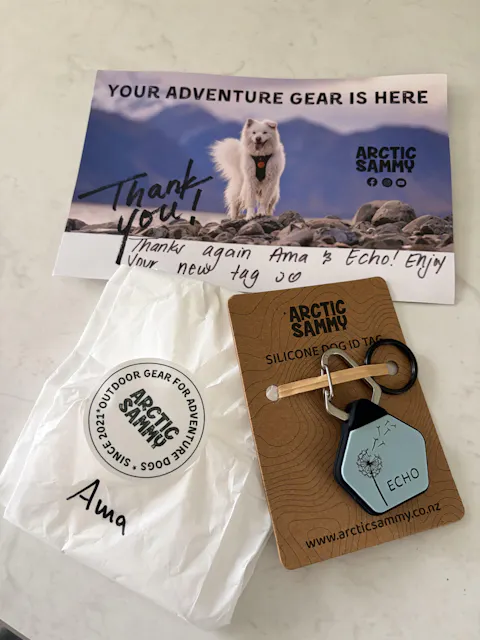 YOUR ADVENTURE GEAR IS HERE
ARCTIC
SAMMY
Thank
you!
Thanks again Ama & Echo! Enjoy
your new tag
ARCTIC
SAMMY
SILICONE DOG ID TAG
ECHO
www.arcticsammy.co.nz
OUTDOOR GEAR FOR ADVENTURE DOGS * SINCE 2021 *
ARCTIC
SAMMY
Ama